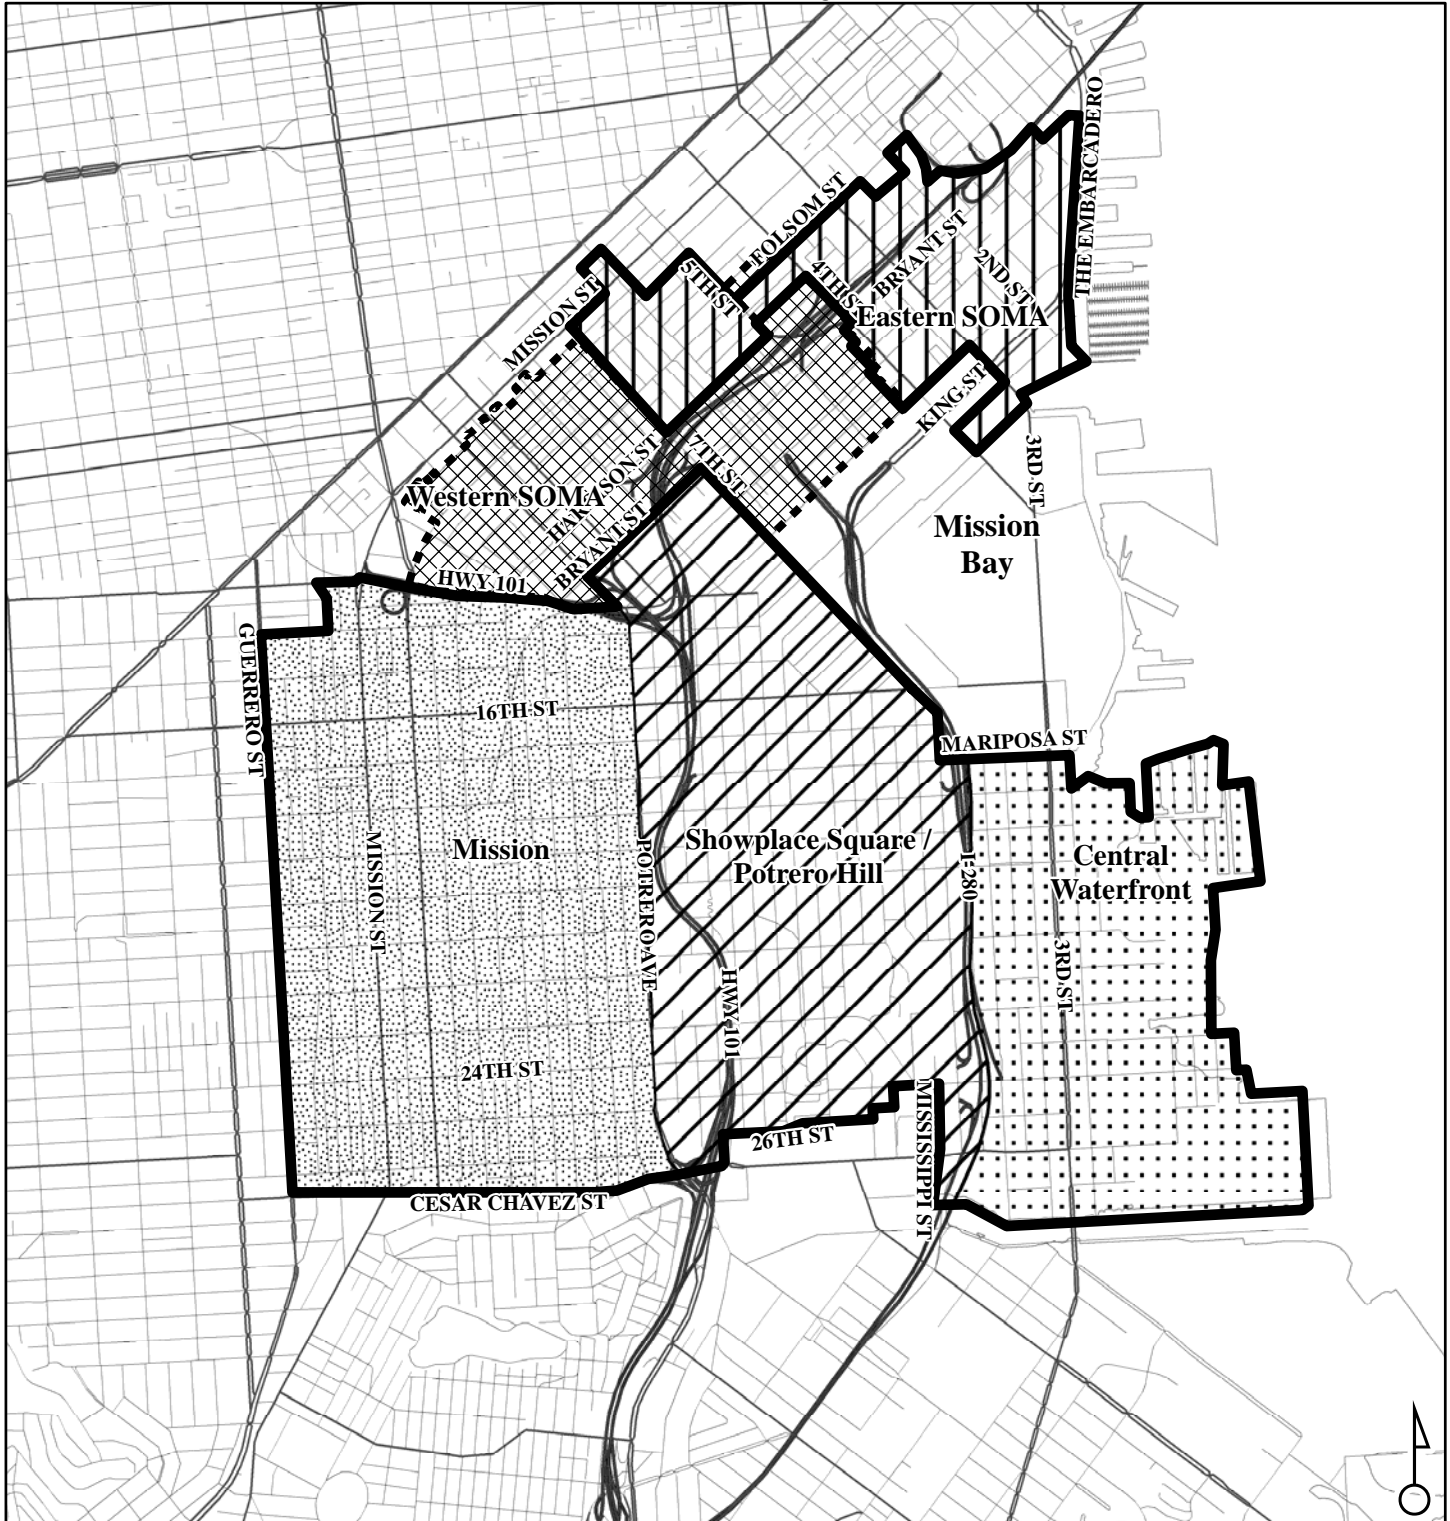 THE EMBARCADERO
FOLSOM ST
BRYANT ST
2ND ST
4TH ST
5TH ST
Eastern SOMA
MISSION ST
KING ST
3RD ST
7TH ST
HARRISON ST
Western SOMA
BRYANT ST
Mission
Bay
HWY 101
GUERRERO ST
16TH ST
MARIPOSA ST
MISSION ST
Mission
POTRERO AVE
Showplace Square /
Potrero Hill
I-280
Central
Waterfront
3RD ST
HWY 101
24TH ST
26TH ST
MISSISSIPPI ST
CESAR CHAVEZ ST